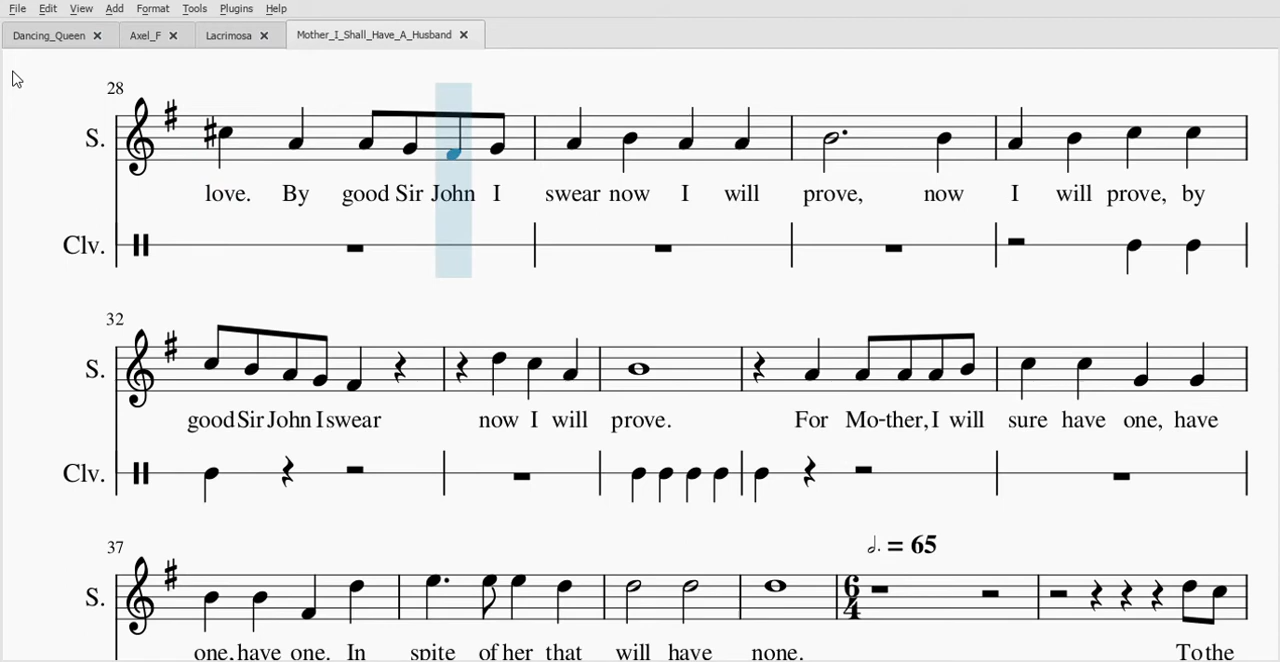 File Edit View Add Format Tools Plugins Help
Dancing_Queen Axel_F Lacrimosa Mother_I_Shall_Have_A_Husband
28
S.
love. By good Sir John I swear now I will prove, now I will prove, by
Clv.
32
S.
good Sir John I swear now I will prove. For Mo-ther, I will sure have one, have
Clv.
= 65
37
S.
6
4
one, have one. In spite of her that will have none. To the